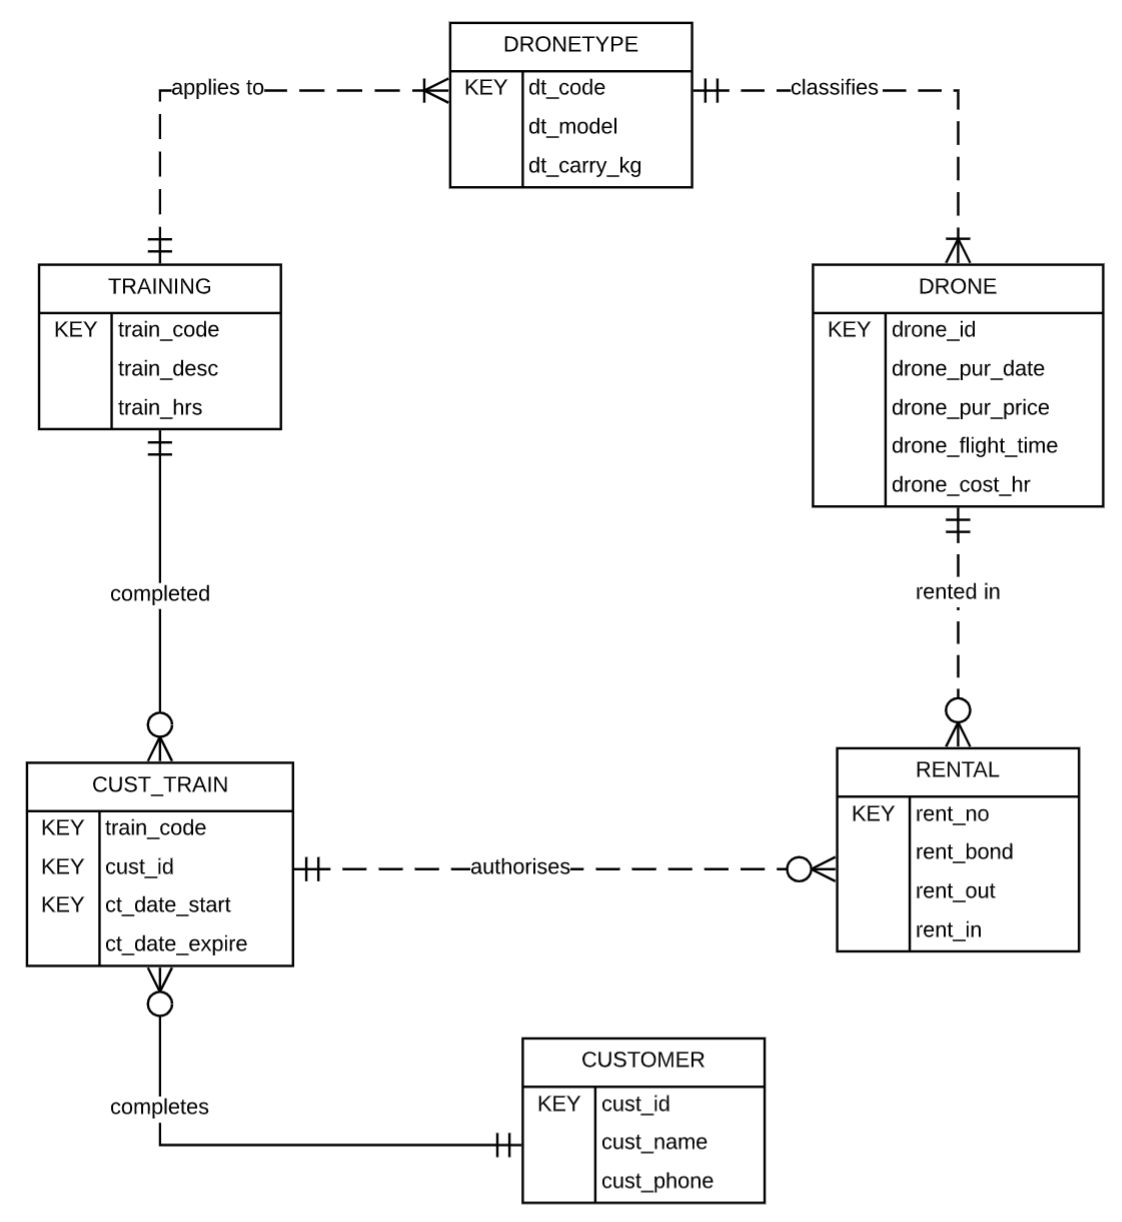 DRONETYPE
KEY dt_code
dt_model
dt_carry_kg
applies to
classifies
TRAINING
KEY train_code
train_desc
train_hrs
DRONE
KEY drone_id
drone_pur_date
drone_pur_price
drone_flight_time
drone_cost_hr
completed
rented in
CUST_TRAIN
KEY train_code
KEY cust_id
KEY ct_date_start
ct_date_expire
authorises
RENTAL
KEY rent_no
rent_bond
rent_out
rent_in
completes
CUSTOMER
KEY cust_id
cust_name
cust_phone